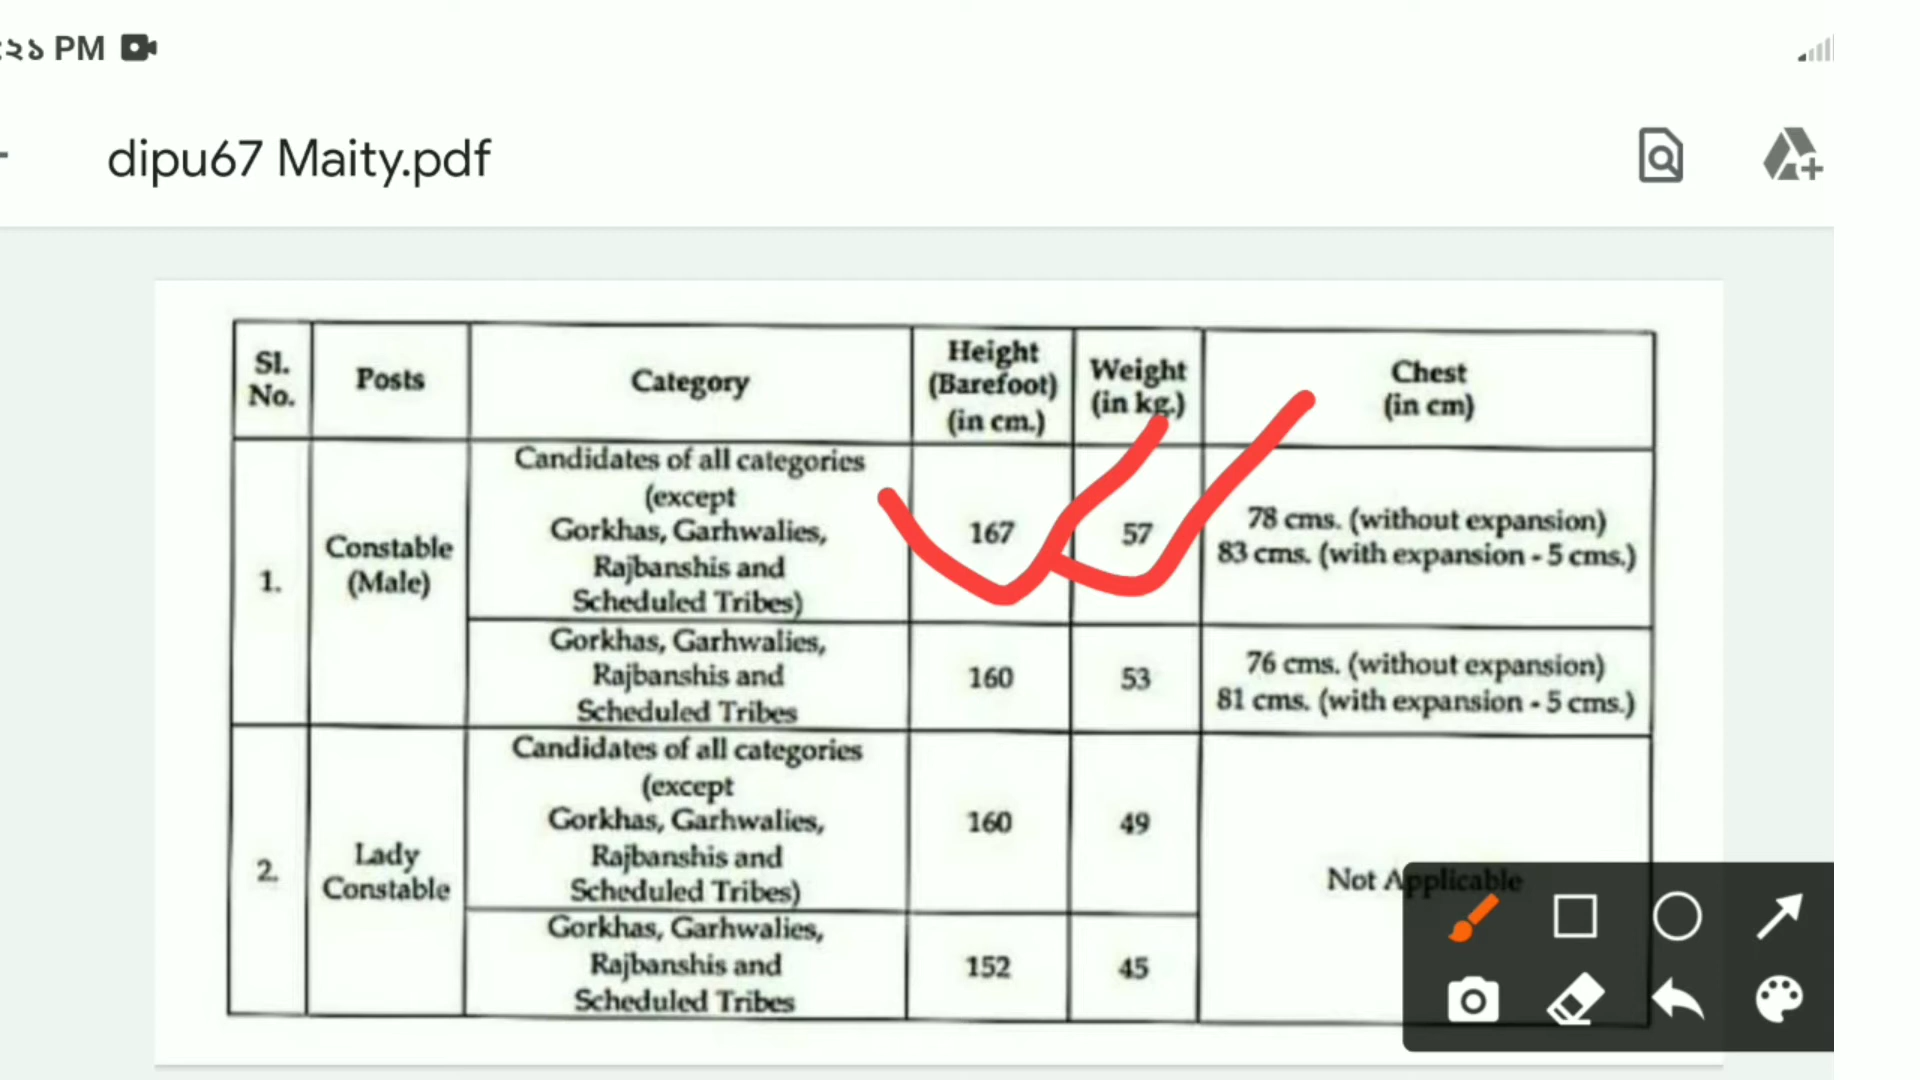 :২১ PM
dipu67 Maity.pdf
Sl.
No.
Posts
Category
Height
(Barefoot)
(in cm.)
Weight
(in kg.)
Chest
(in cm)
1.
Constable
(Male)
Candidates of all categories
(except
Gorkhas, Garhwalies,
Rajbanshis and
Scheduled Tribes)
167
57
78 cms. (without expansion)
83 cms. (with expansion - 5 cms.)
Gorkhas, Garhwalies,
Rajbanshis and
Scheduled Tribes
160
53
76 cms. (without expansion)
81 cms. (with expansion - 5 cms.)
2.
Lady
Constable
Candidates of all categories
(except
Gorkhas, Garhwalies,
Rajbanshis and
Scheduled Tribes)
160
49
Not Applicable
Gorkhas, Garhwalies,
Rajbanshis and
Scheduled Tribes
152
45